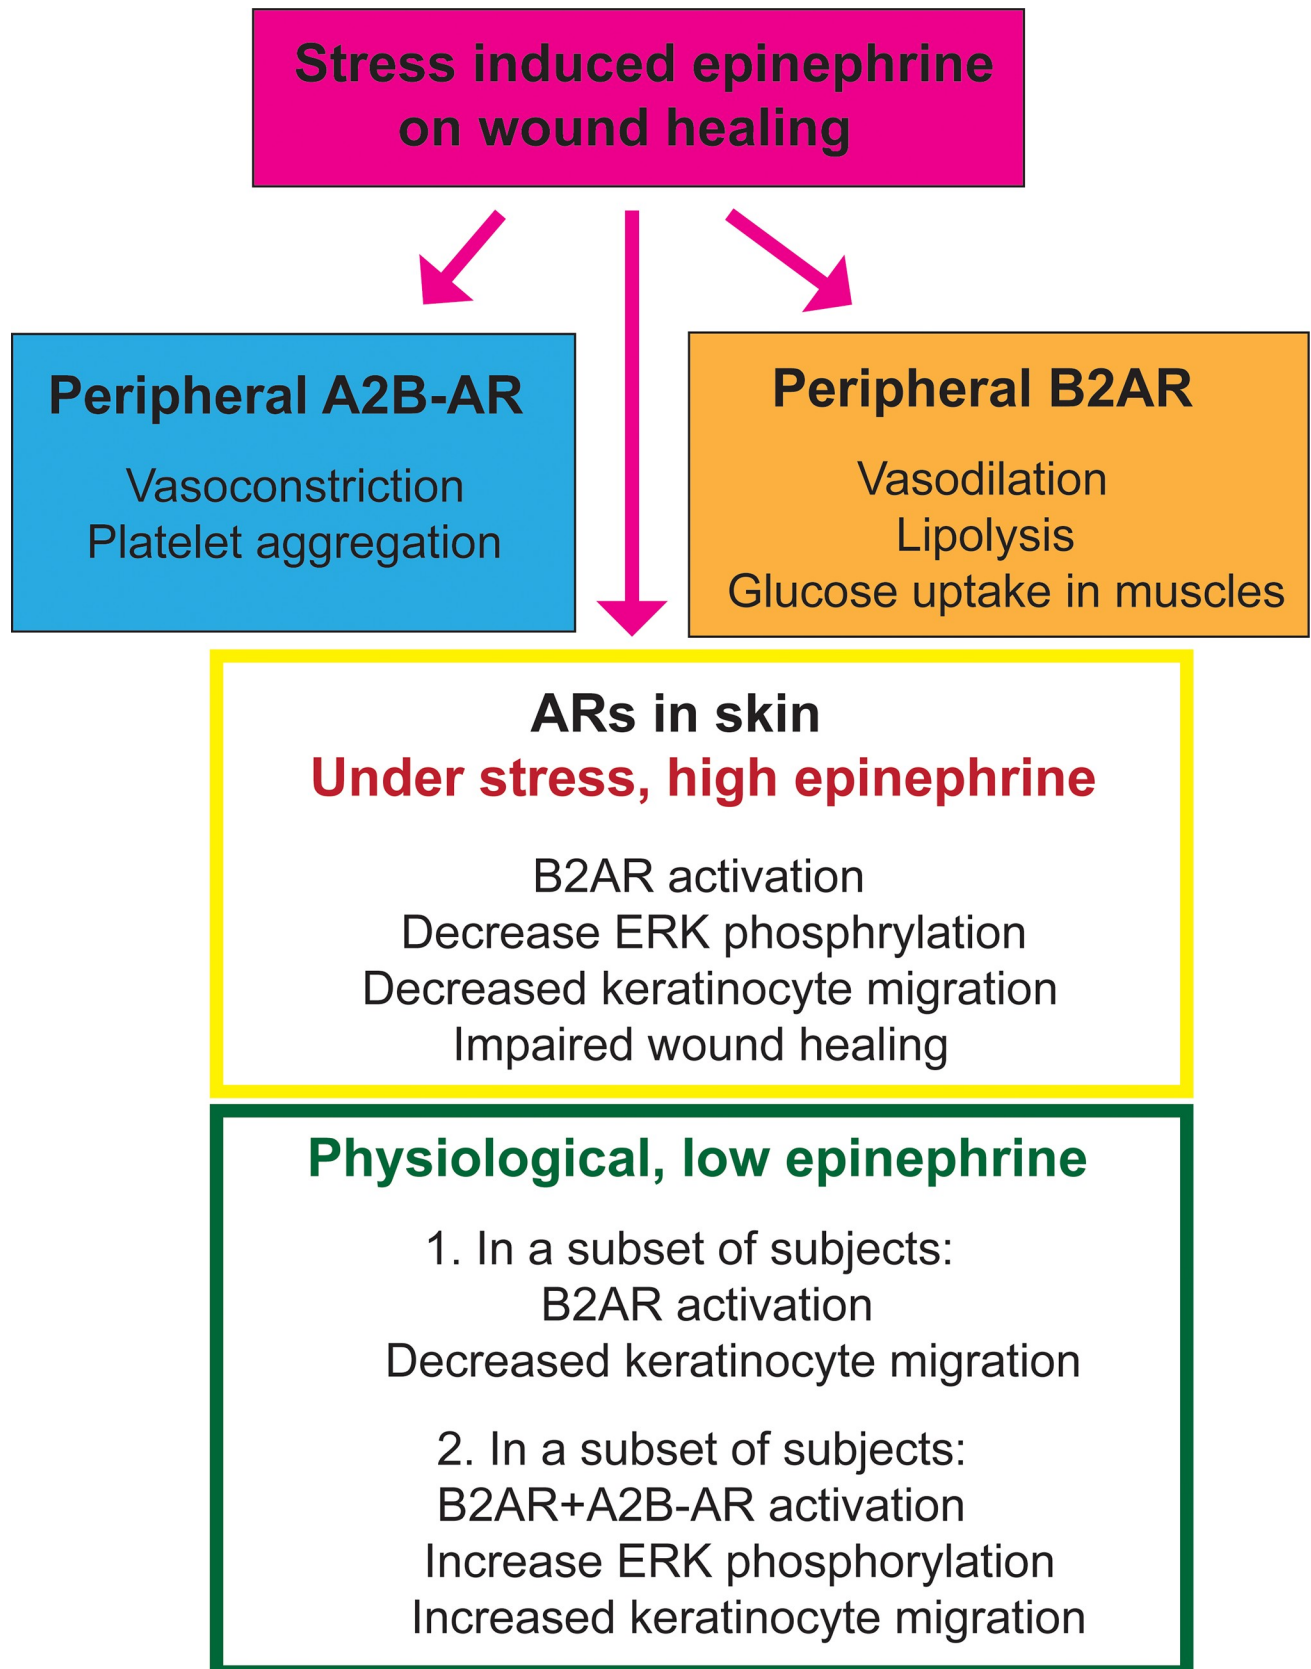 Stress induced epinephrine
on wound healing
Peripheral A2B-AR
Vasoconstriction
Platelet aggregation
Peripheral B2AR
Vasodilation
Lipolysis
Glucose uptake in muscles
ARs in skin
Under stress, high epinephrine
B2AR activation
Decrease ERK phosphrylation
Decreased keratinocyte migration
Impaired wound healing
Physiological, low epinephrine
1. In a subset of subjects:
B2AR activation
Decreased keratinocyte migration
2. In a subset of subjects:
B2AR+A2B-AR activation
Increase ERK phosphorylation
Increased keratinocyte migration